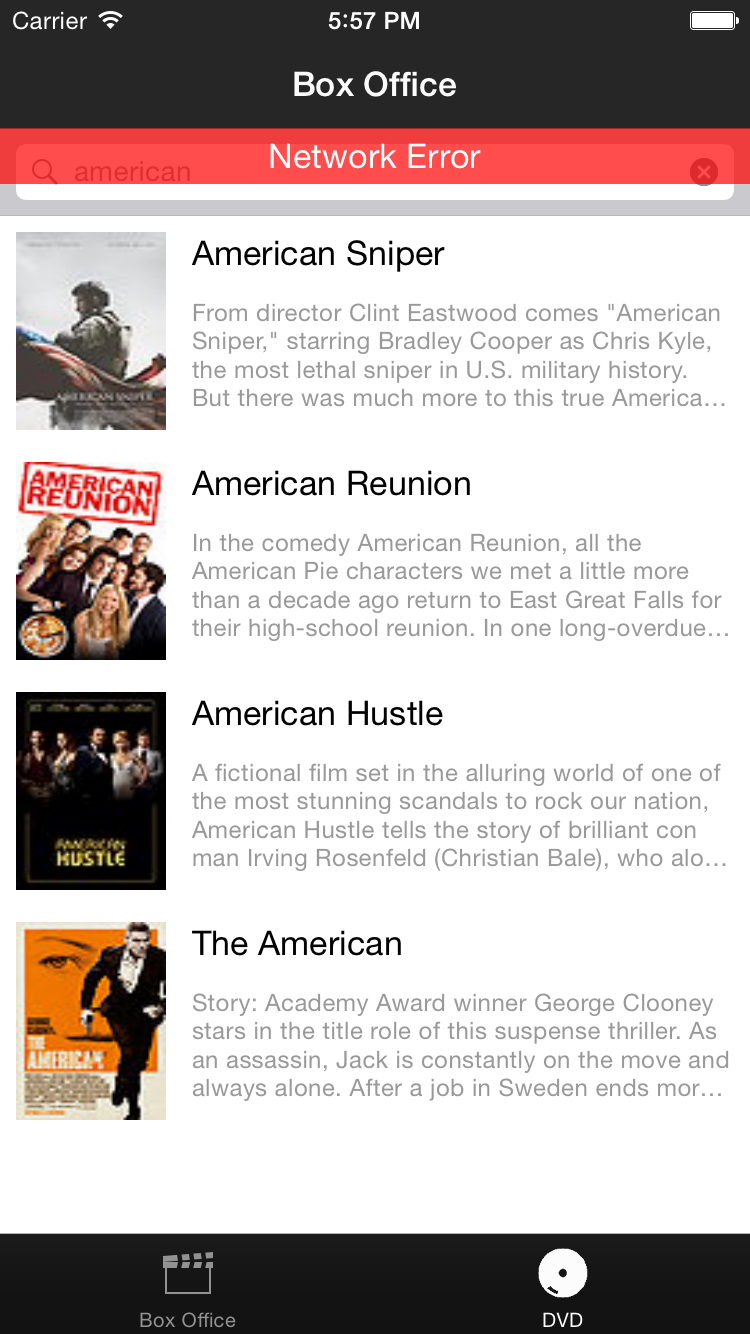 Carrier 5:57 PM
Box Office
Network Error
american
American Sniper
From director Clint Eastwood comes "American
Sniper," starring Bradley Cooper as Chris Kyle,
the most lethal sniper in U.S. military history.
But there was much more to this true America...
AMERICAN SNIPER
American Reunion
In the comedy American Reunion, all the
American Pie characters we met a little more
than a decade ago return to East Great Falls for
their high-school reunion. In one long-overdue...
AMERICAN
REUNION
American Hustle
A fictional film set in the alluring world of one of
the most stunning scandals to rock our nation,
American Hustle tells the story of brilliant con
man Irving Rosenfeld (Christian Bale), who alo...
AMERICAN
HUSTLE
The American
Story: Academy Award winner George Clooney
stars in the title role of this suspense thriller. As
an assassin, Jack is constantly on the move and
always alone. After a job in Sweden ends mor...
GEORGE
CLOONEY
THE
AMERICAN
Box Office DVD